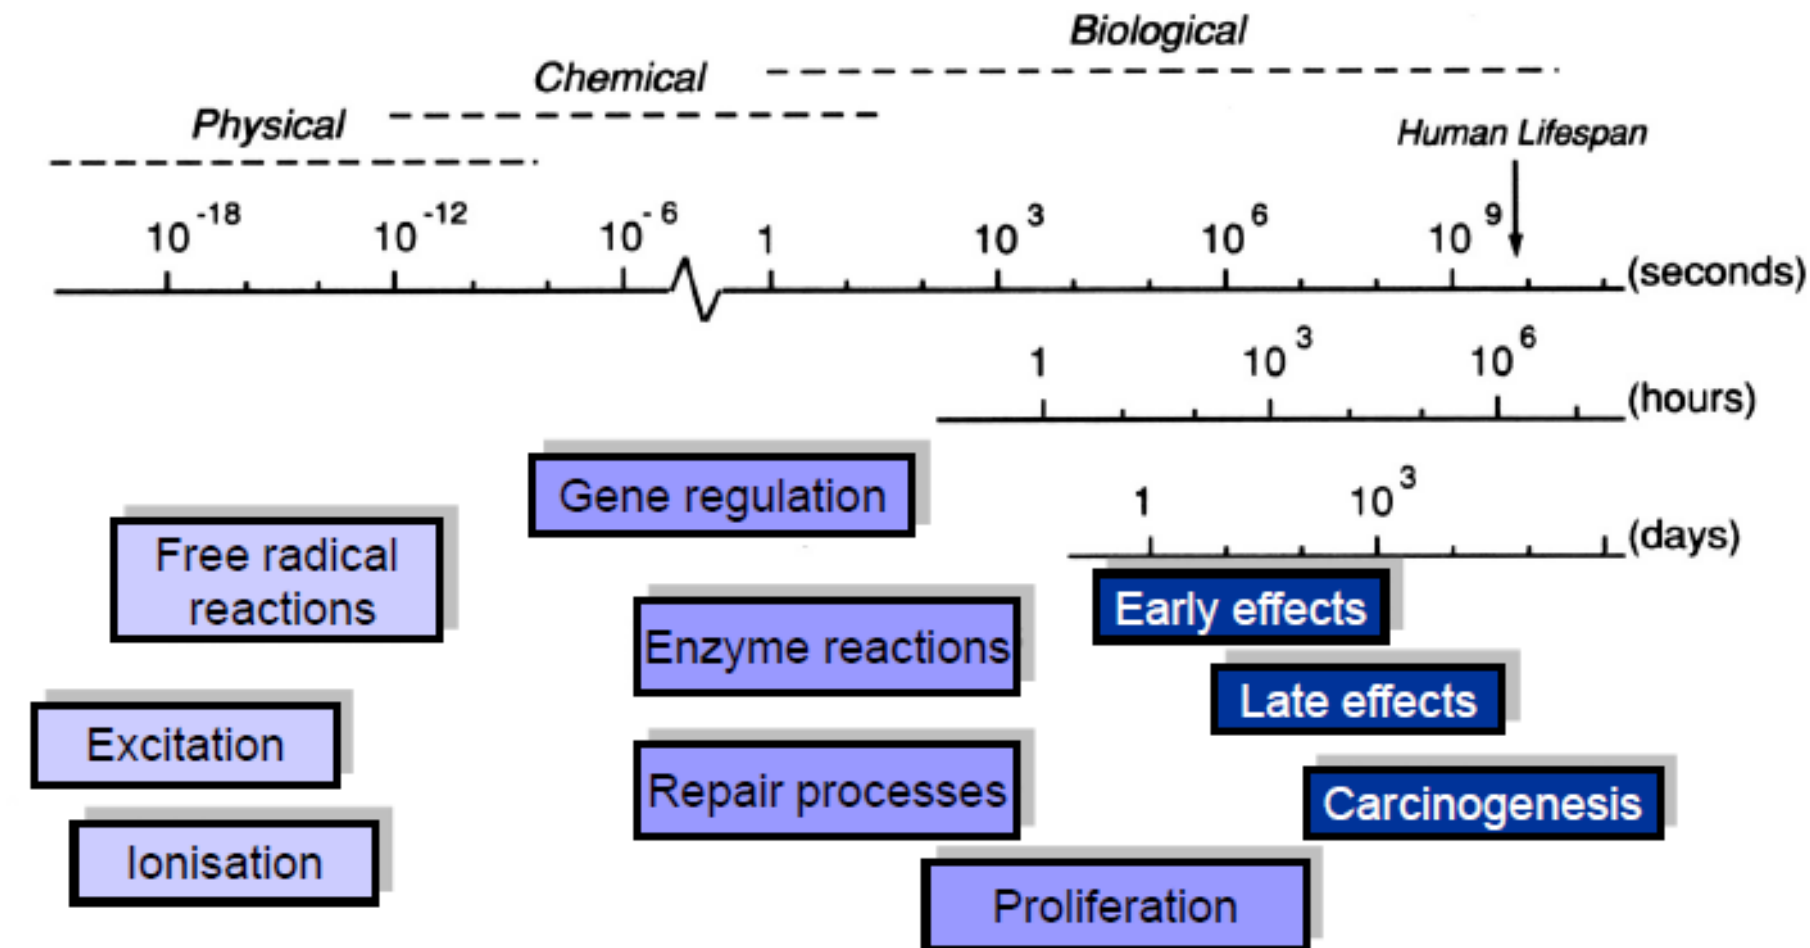 Biological
Chemical
Physical
Human Lifespan
10^-18 10^-12 10^-6 1 10^3 10^6 10^9 (seconds)
1 10^3 10^6 (hours)
1 10^3 (days)
Gene regulation
Free radical
reactions
Early effects
Enzyme reactions
Late effects
Excitation
Repair processes
Carcinogenesis
Ionisation
Proliferation